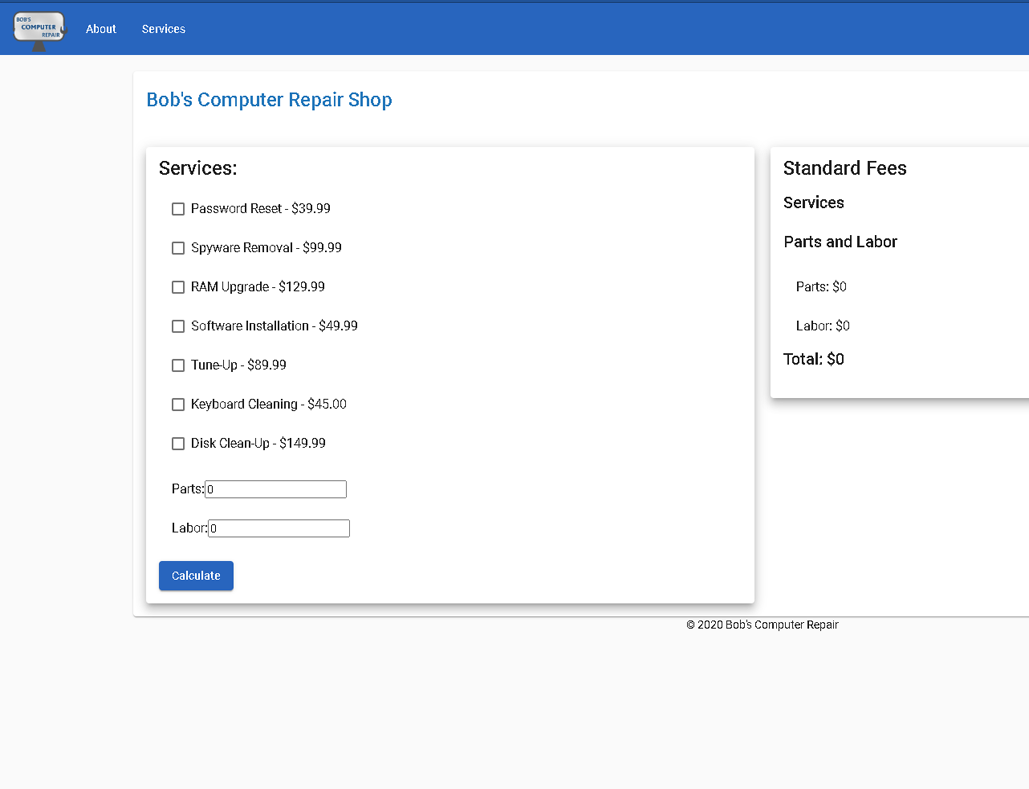 BOB'S
COMPUTER
REPAIR
About
Services
Bob's Computer Repair Shop
Services:
Password Reset - $39.99
Spyware Removal - $99.99
RAM Upgrade - $129.99
Software Installation - $49.99
Tune-Up - $89.99
Keyboard Cleaning - $45.00
Disk Clean-Up - $149.99
Parts: 0
Labor: 0
Calculate
Standard Fees
Services
Parts and Labor
Parts: $0
Labor: $0
Total: $0
© 2020 Bob's Computer Repair